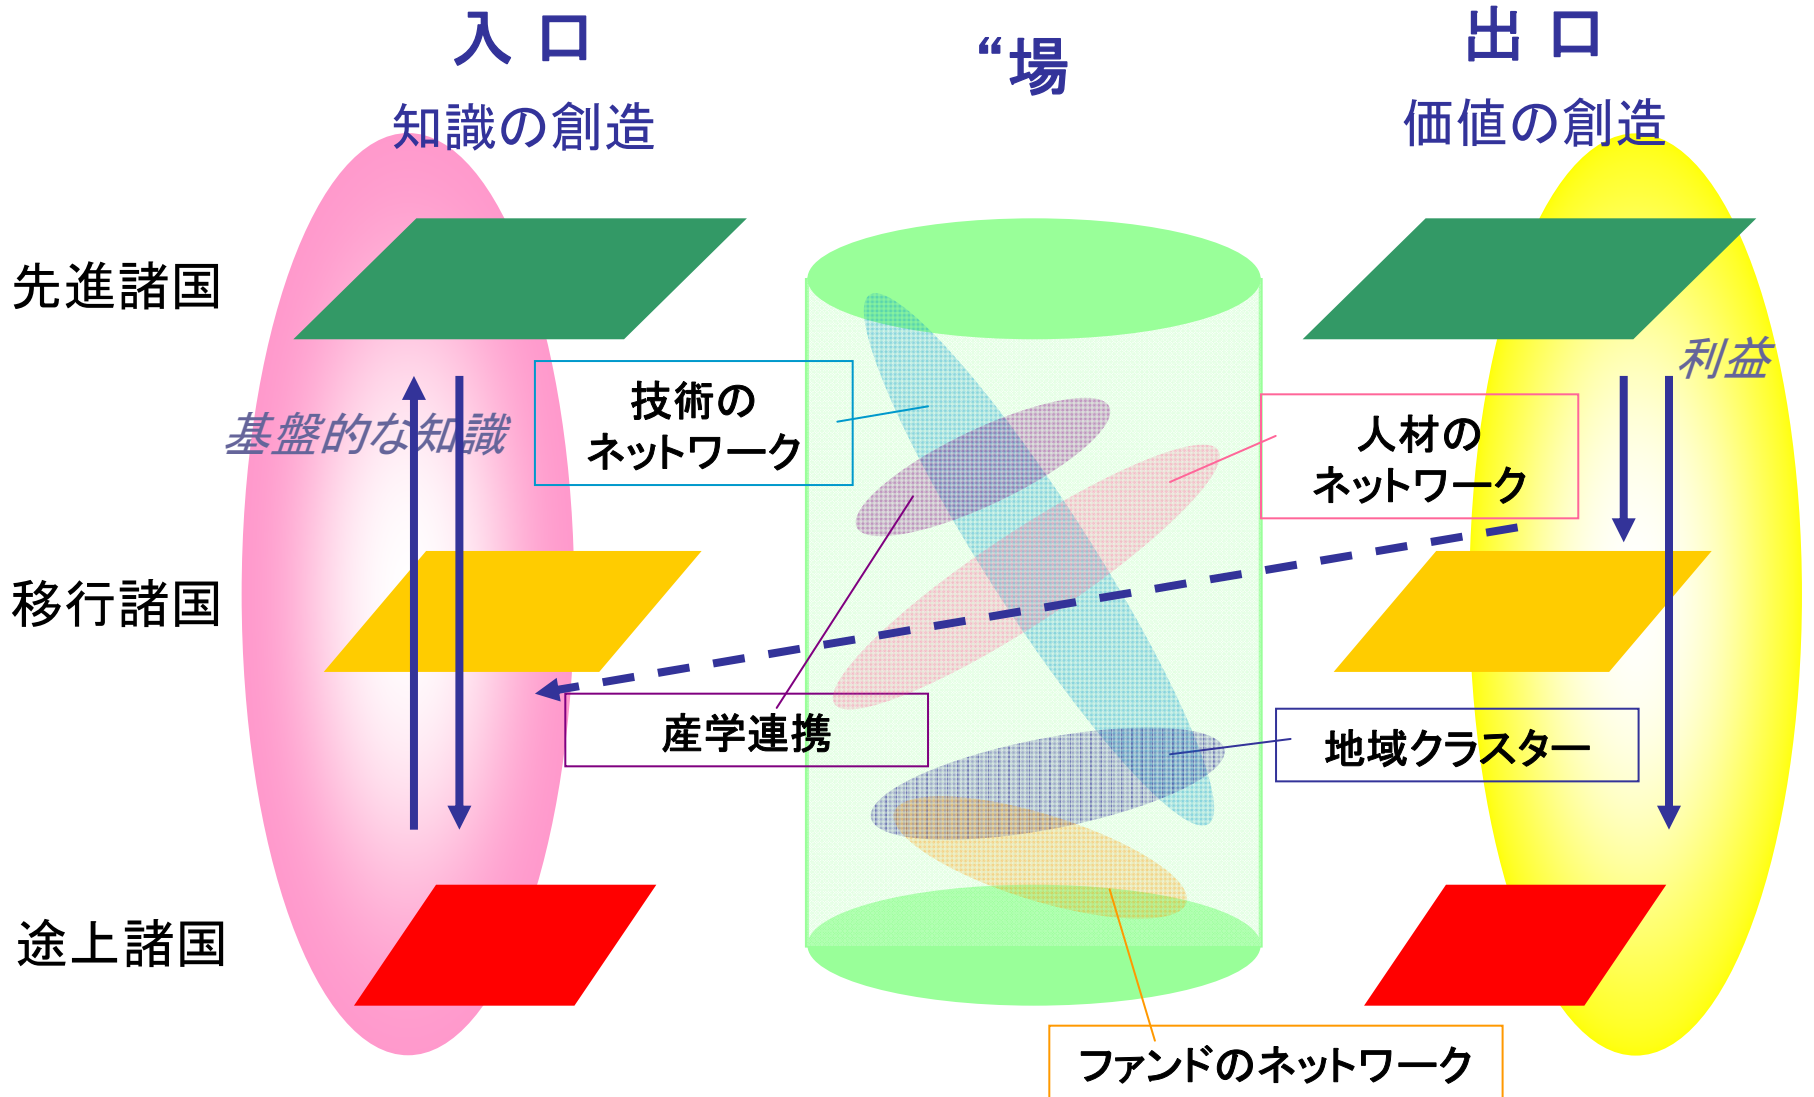 入 口
“場
出 口
知識の創造
価値の創造
先進諸国
利益
技術の
ネットワーク
人材の
ネットワーク
基盤的な知識
移行諸国
産学連携
地域クラスター
途上諸国
ファンドのネットワーク